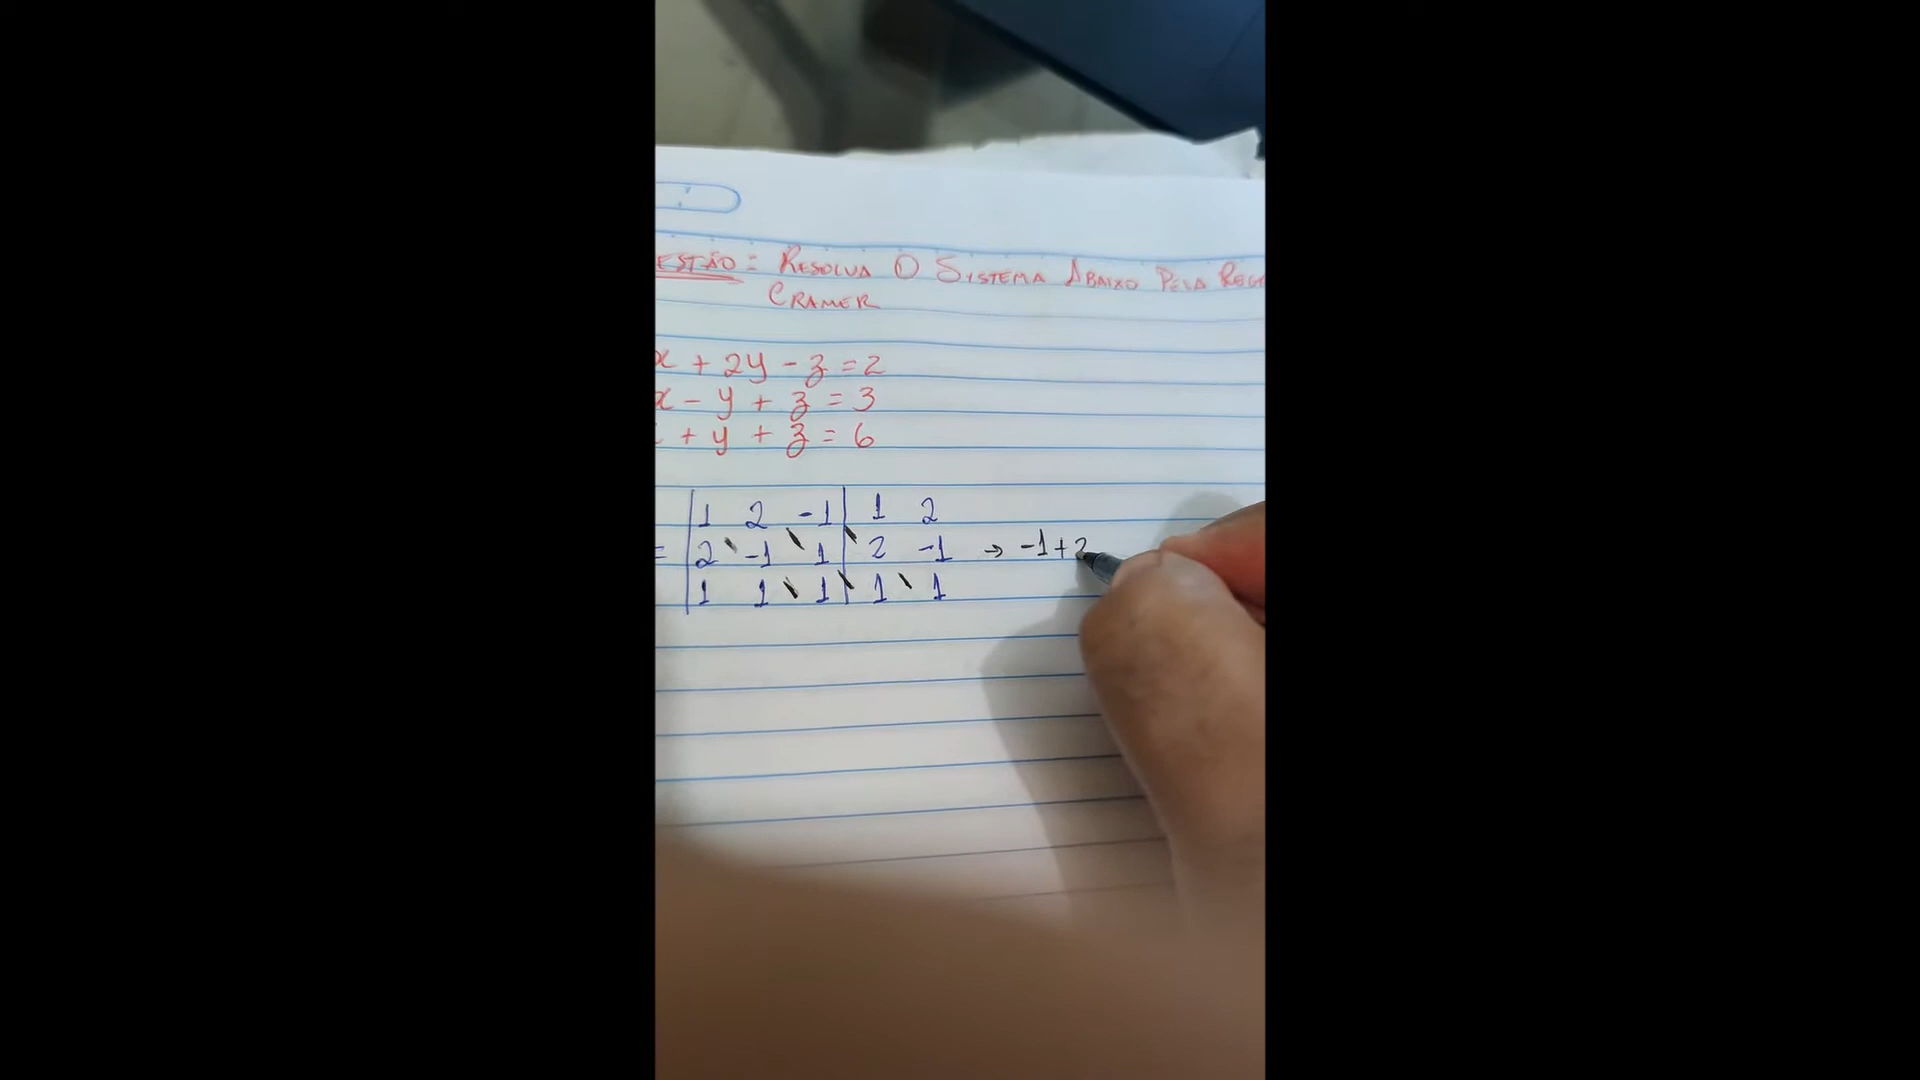 ESTÃO: RESOLVA O SISTEMA ABAIXO PELA REG
CRAMER
x + 2y - z = 2
x - y + z = 3
+ y + z = 6
1 2 -1 | 1 2
= 2 -1 1 | 2 -1 → -1+2
1 1 1 | 1 1